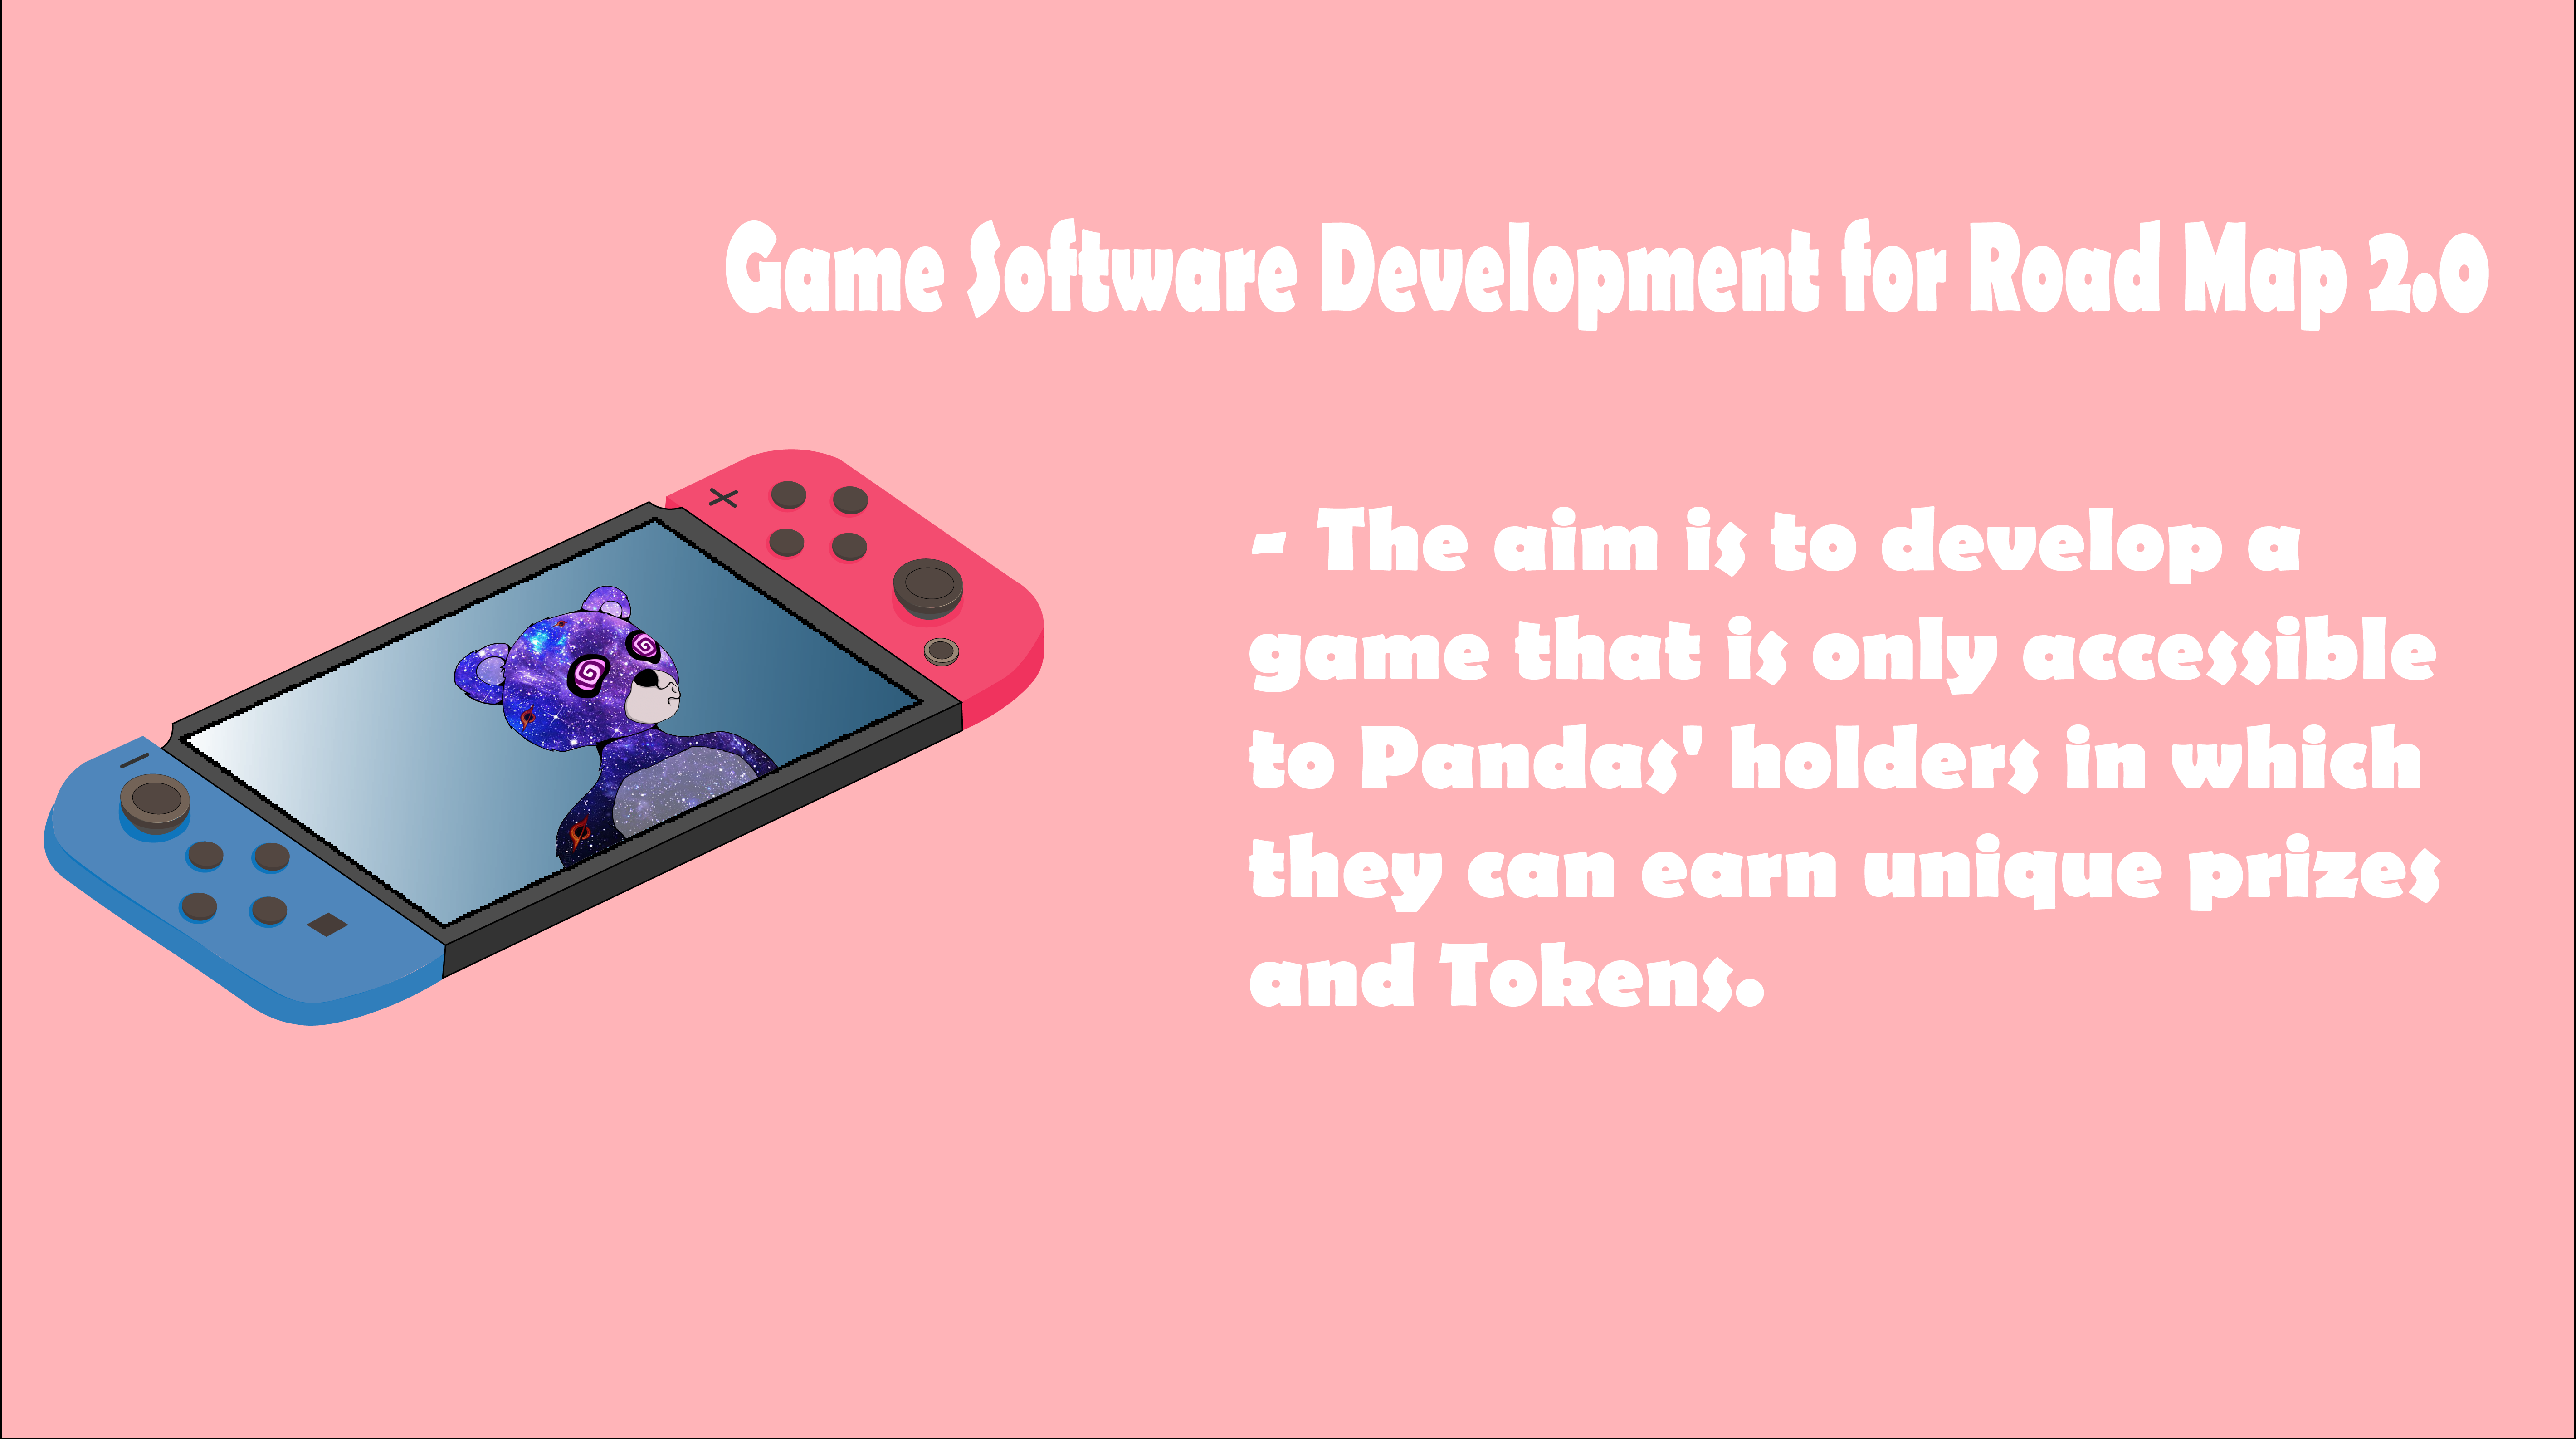 Game Software Development for Road Map 2.0
- The aim is to develop a
game that is only accessible
to Pandas' holders in which
they can earn unique prizes
and Tokens.